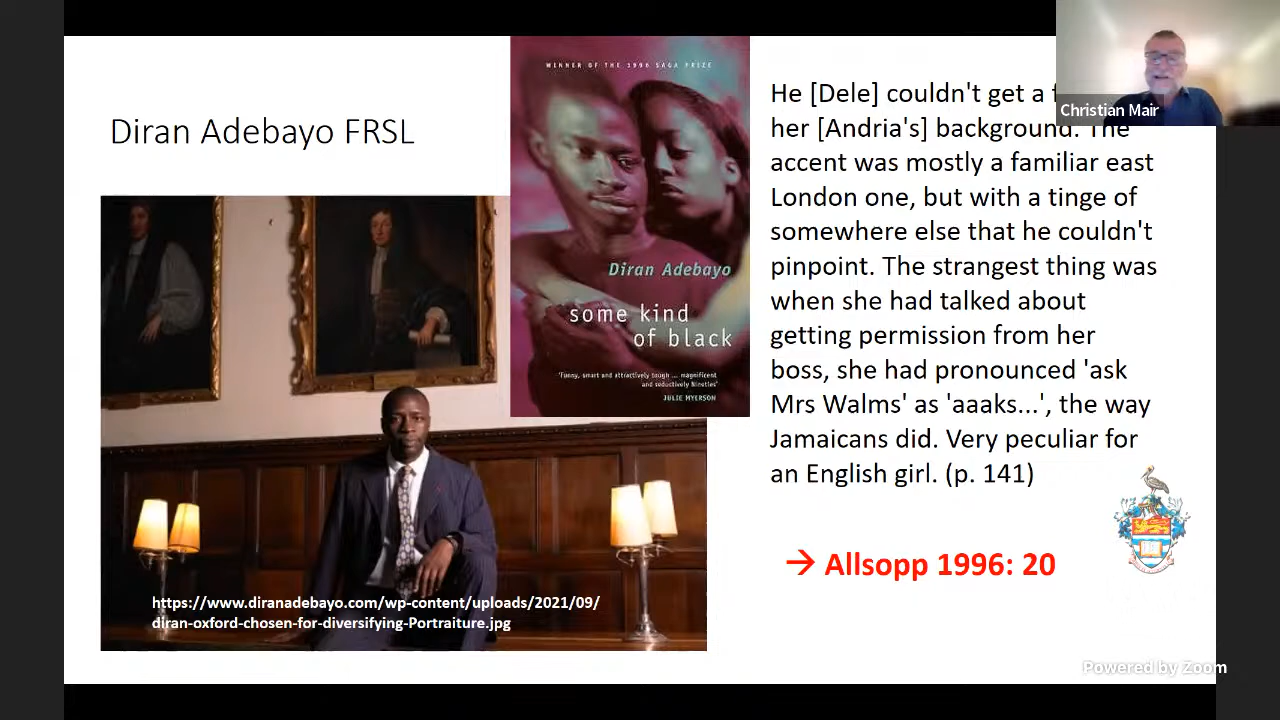 Diran Adebayo FRSL
WINNER OF THE 1996 SAGA PRIZE
Diran Adebayo
some kind
of black
'Funny, smart and attractively tough ... magnificent
and seductively Nineties'
JULIE MYERSON
https://www.diranadebayo.com/wp-content/uploads/2021/09/
diran-oxford-chosen-for-diversifying-Portraiture.jpg
He [Dele] couldn't get a
her [Andria's] background. The
accent was mostly a familiar east
London one, but with a tinge of
somewhere else that he couldn't
pinpoint. The strangest thing was
when she had talked about
getting permission from her
boss, she had pronounced 'ask
Mrs Walms' as 'aaaks...', the way
Jamaicans did. Very peculiar for
an English girl. (p. 141)
→ Allsopp 1996: 20
Christian Mair
Powered by Zoom